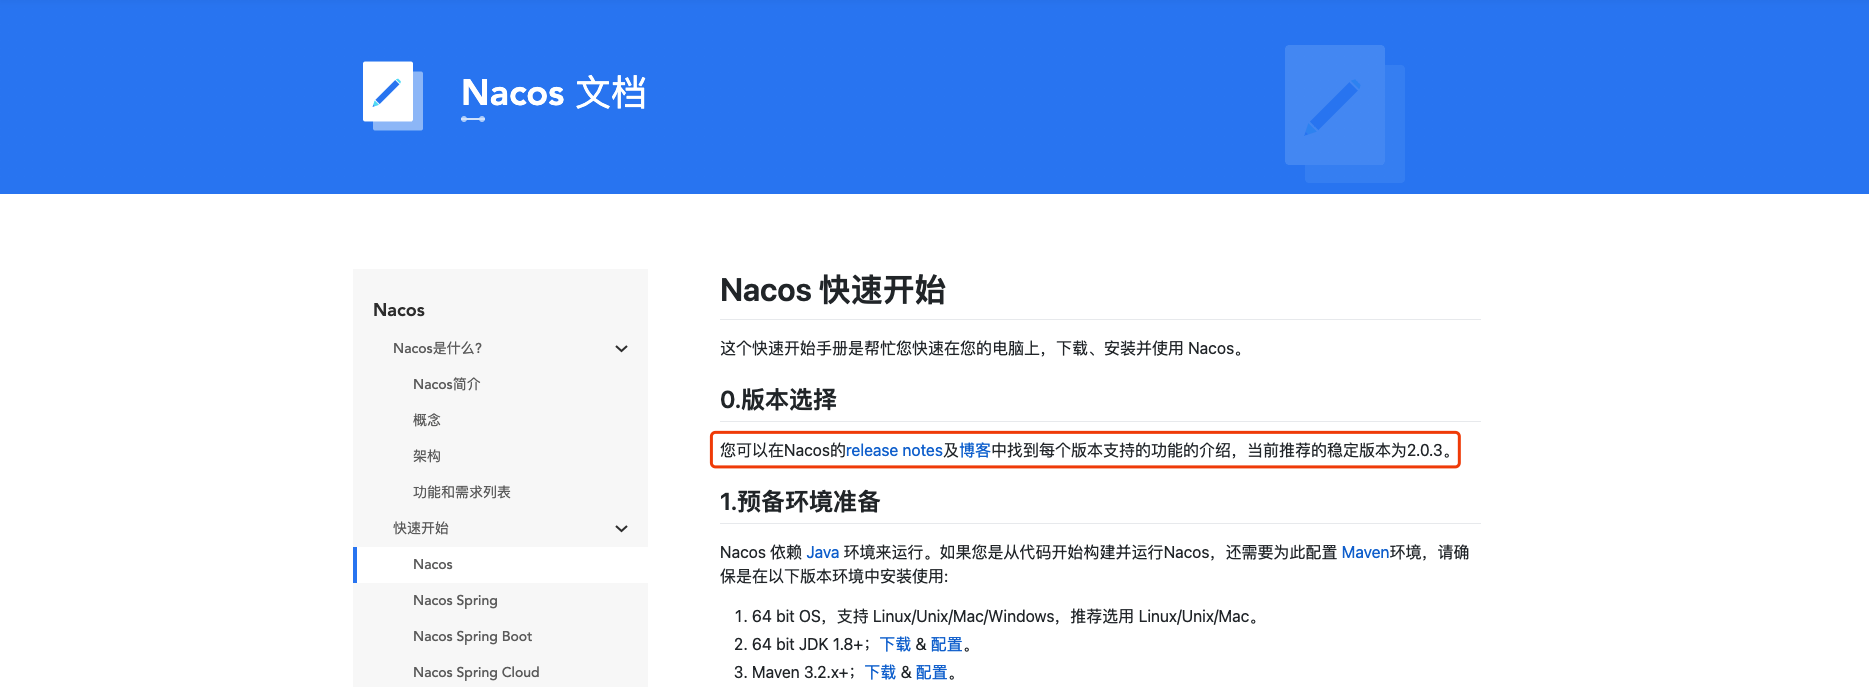 Nacos 文档
Nacos
Nacos是什么?
Nacos简介
概念
架构
功能和需求列表
快速开始
Nacos
Nacos Spring
Nacos Spring Boot
Nacos Spring Cloud
Nacos 快速开始
这个快速开始手册是帮忙您快速在您的电脑上，下载、安装并使用 Nacos。
0.版本选择
您可以在Nacos的release notes及博客中找到每个版本支持的功能的介绍，当前推荐的稳定版本为2.0.3。
1.预备环境准备
Nacos 依赖 Java 环境来运行。如果您是从代码开始构建并运行Nacos，还需要为此配置 Maven环境，请确
保是在以下版本环境中安装使用:
1. 64 bit OS，支持 Linux/Unix/Mac/Windows，推荐选用 Linux/Unix/Mac。
2. 64 bit JDK 1.8+；下载 & 配置。
3. Maven 3.2.x+；下载 & 配置。